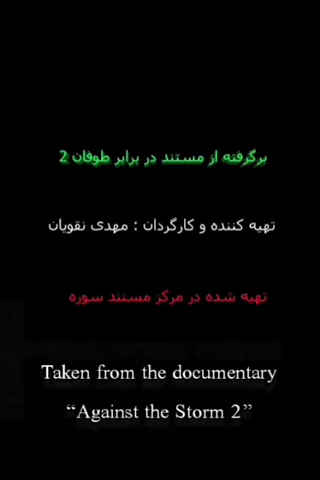 برگرفته از مستند در برابر طوفان 2
تهیه کننده و کارگردان : مهدی نقویان
تهیه شده در مرکز مستند سوره
Taken from the documentary
“Against the Storm 2”